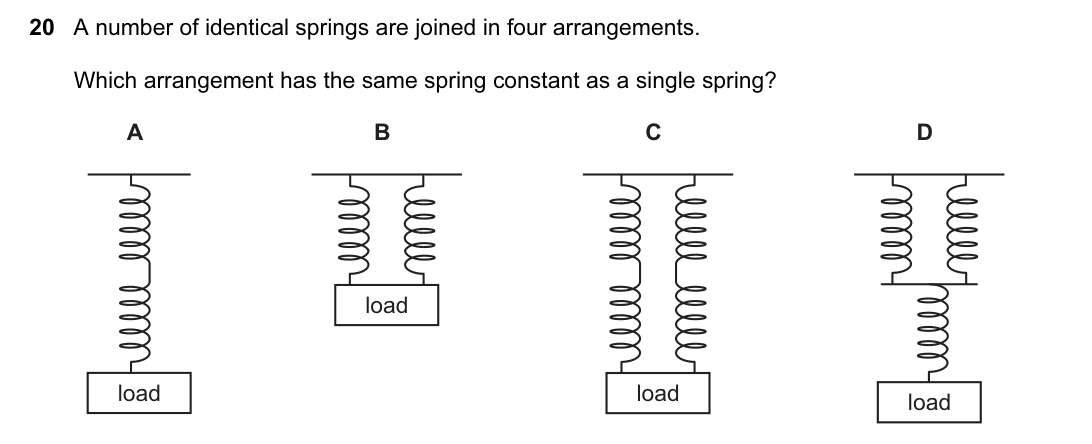 20 A number of identical springs are joined in four arrangements.
Which arrangement has the same spring constant as a single spring?
A B C D
load
load
load
load